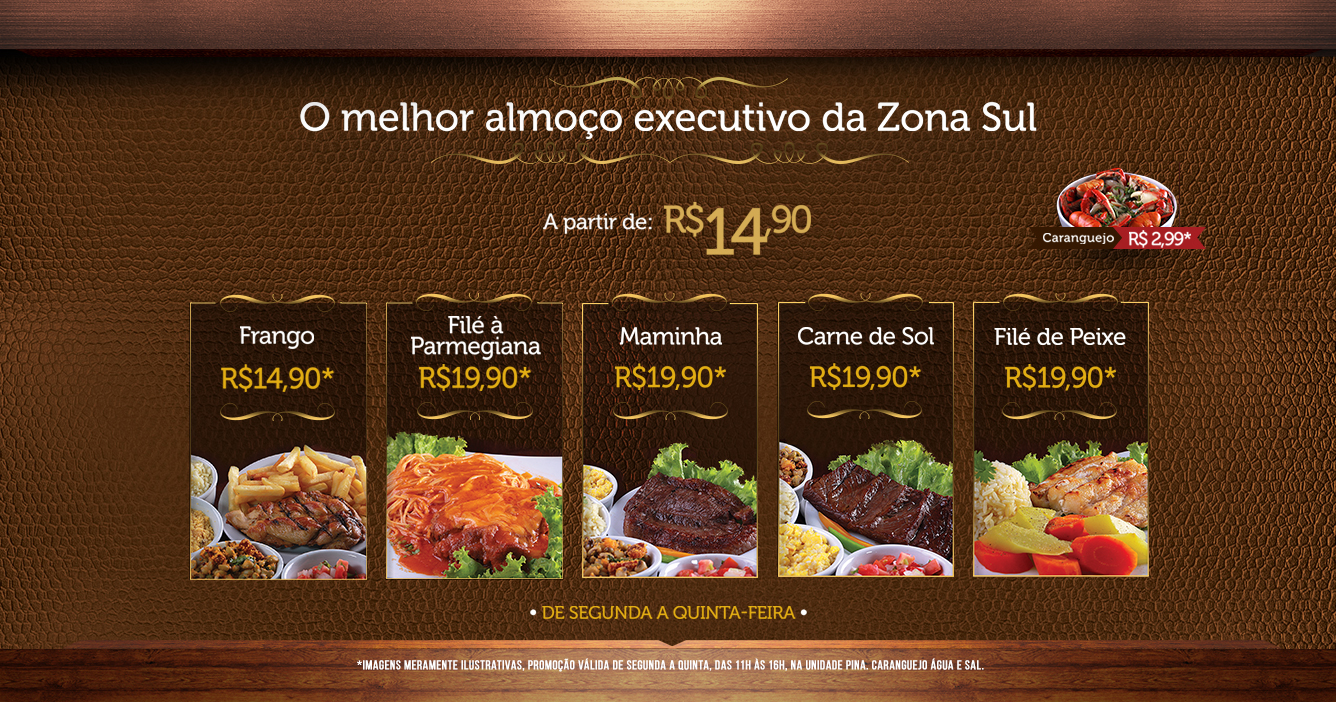 O melhor almoço executivo da Zona Sul
A partir de: R$14,90
Caranguejo R$ 2,99*
Frango
R$14,90*
Filé à
Parmegiana
R$19,90*
Maminha
R$19,90*
Carne de Sol
R$19,90*
Filé de Peixe
R$19,90*
• DE SEGUNDA A QUINTA-FEIRA •
*IMAGENS MERAMENTE ILUSTRATIVAS, PROMOÇÃO VÁLIDA DE SEGUNDA A QUINTA, DAS 11H ÀS 16H, NA UNIDADE PINA. CARANGUEJO ÁGUA E SAL.